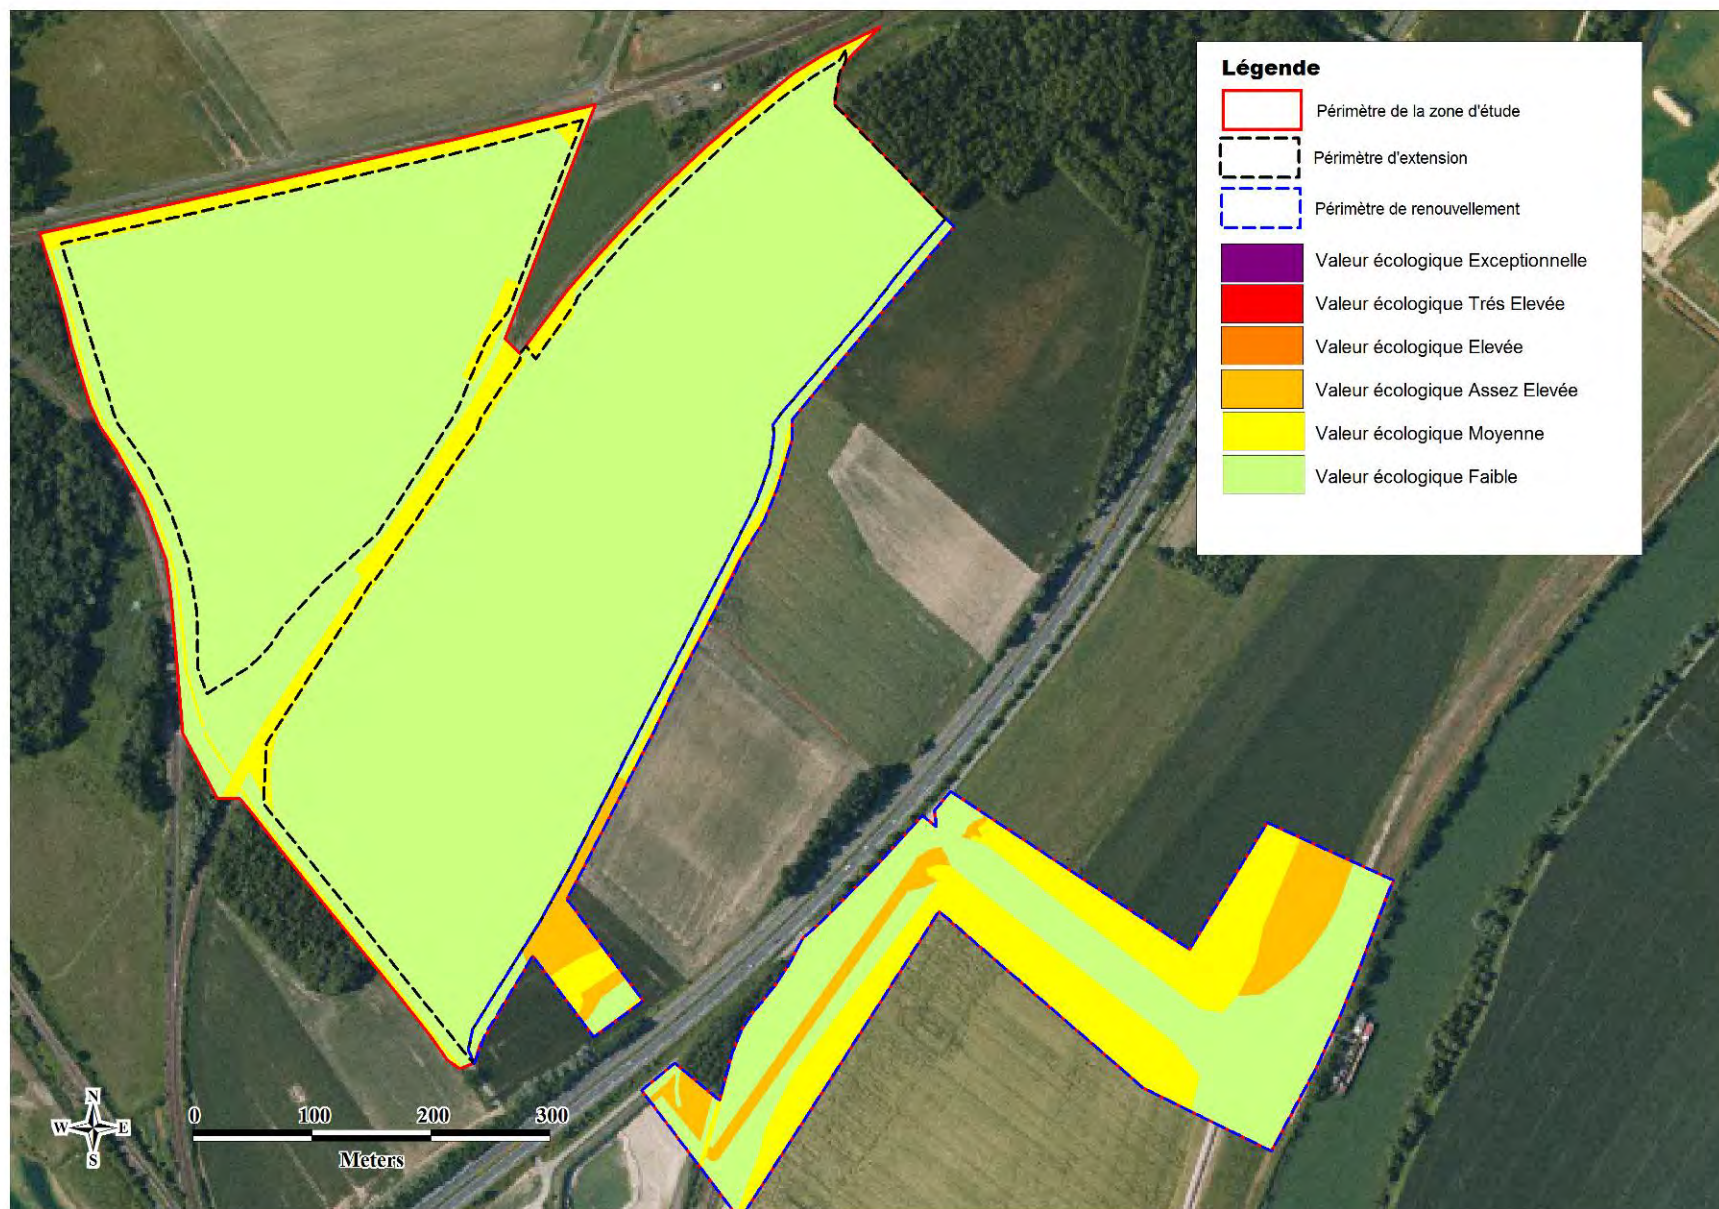 Légende
Périmètre de la zone d'étude
Périmètre d'extension
Périmètre de renouvellement
Valeur écologique Exceptionnelle
Valeur écologique Trés Elevée
Valeur écologique Elevée
Valeur écologique Assez Elevée
Valeur écologique Moyenne
Valeur écologique Faible
N
W E
S
0 100 200 300
Meters